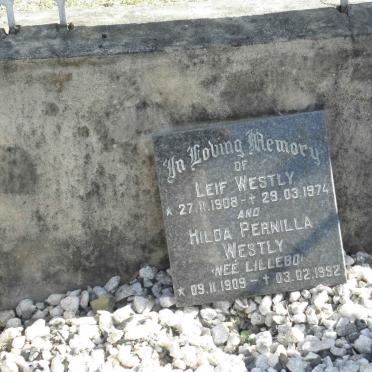 In Loving Memory
OF
LEIF WESTLY
* 27.11.1908 - † 29.03.1974
AND
HILDA PERNILLA
WESTLY
(NEÉ LILLEBO)
* 09.11.1909 - † 03.02.1992